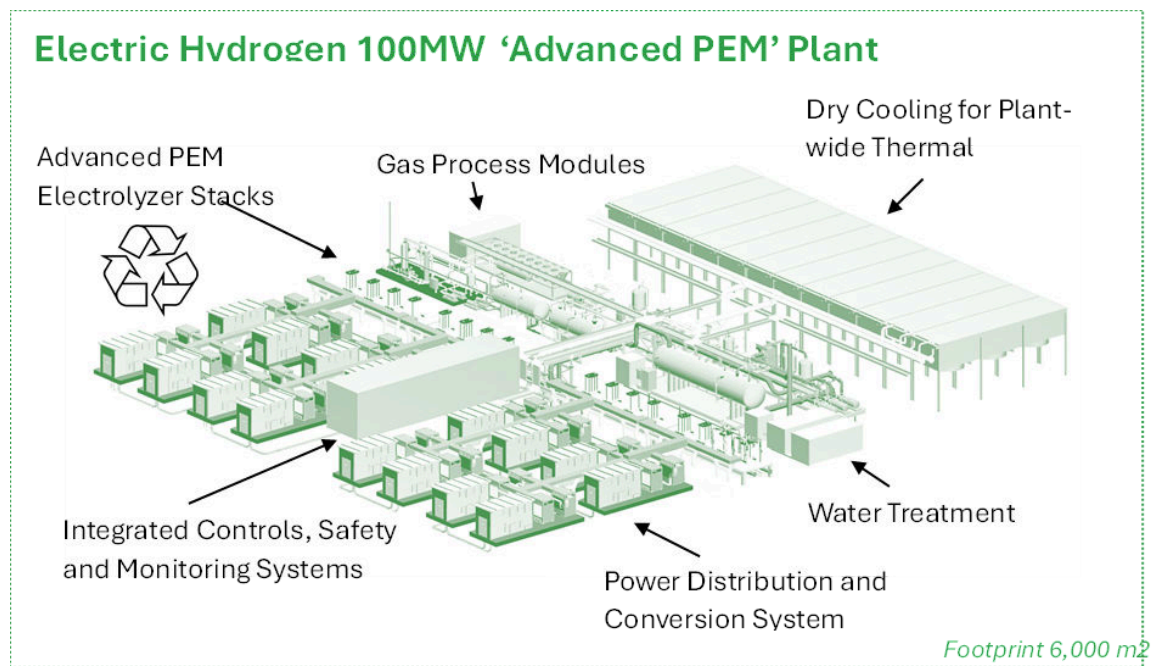 Electric Hydrogen 100MW ‘Advanced PEM’ Plant
Dry Cooling for Plant-
wide Thermal
Advanced PEM
Electrolyzer Stacks
Gas Process Modules
Integrated Controls, Safety
and Monitoring Systems
Water Treatment
Power Distribution and
Conversion System
Footprint 6,000 m2